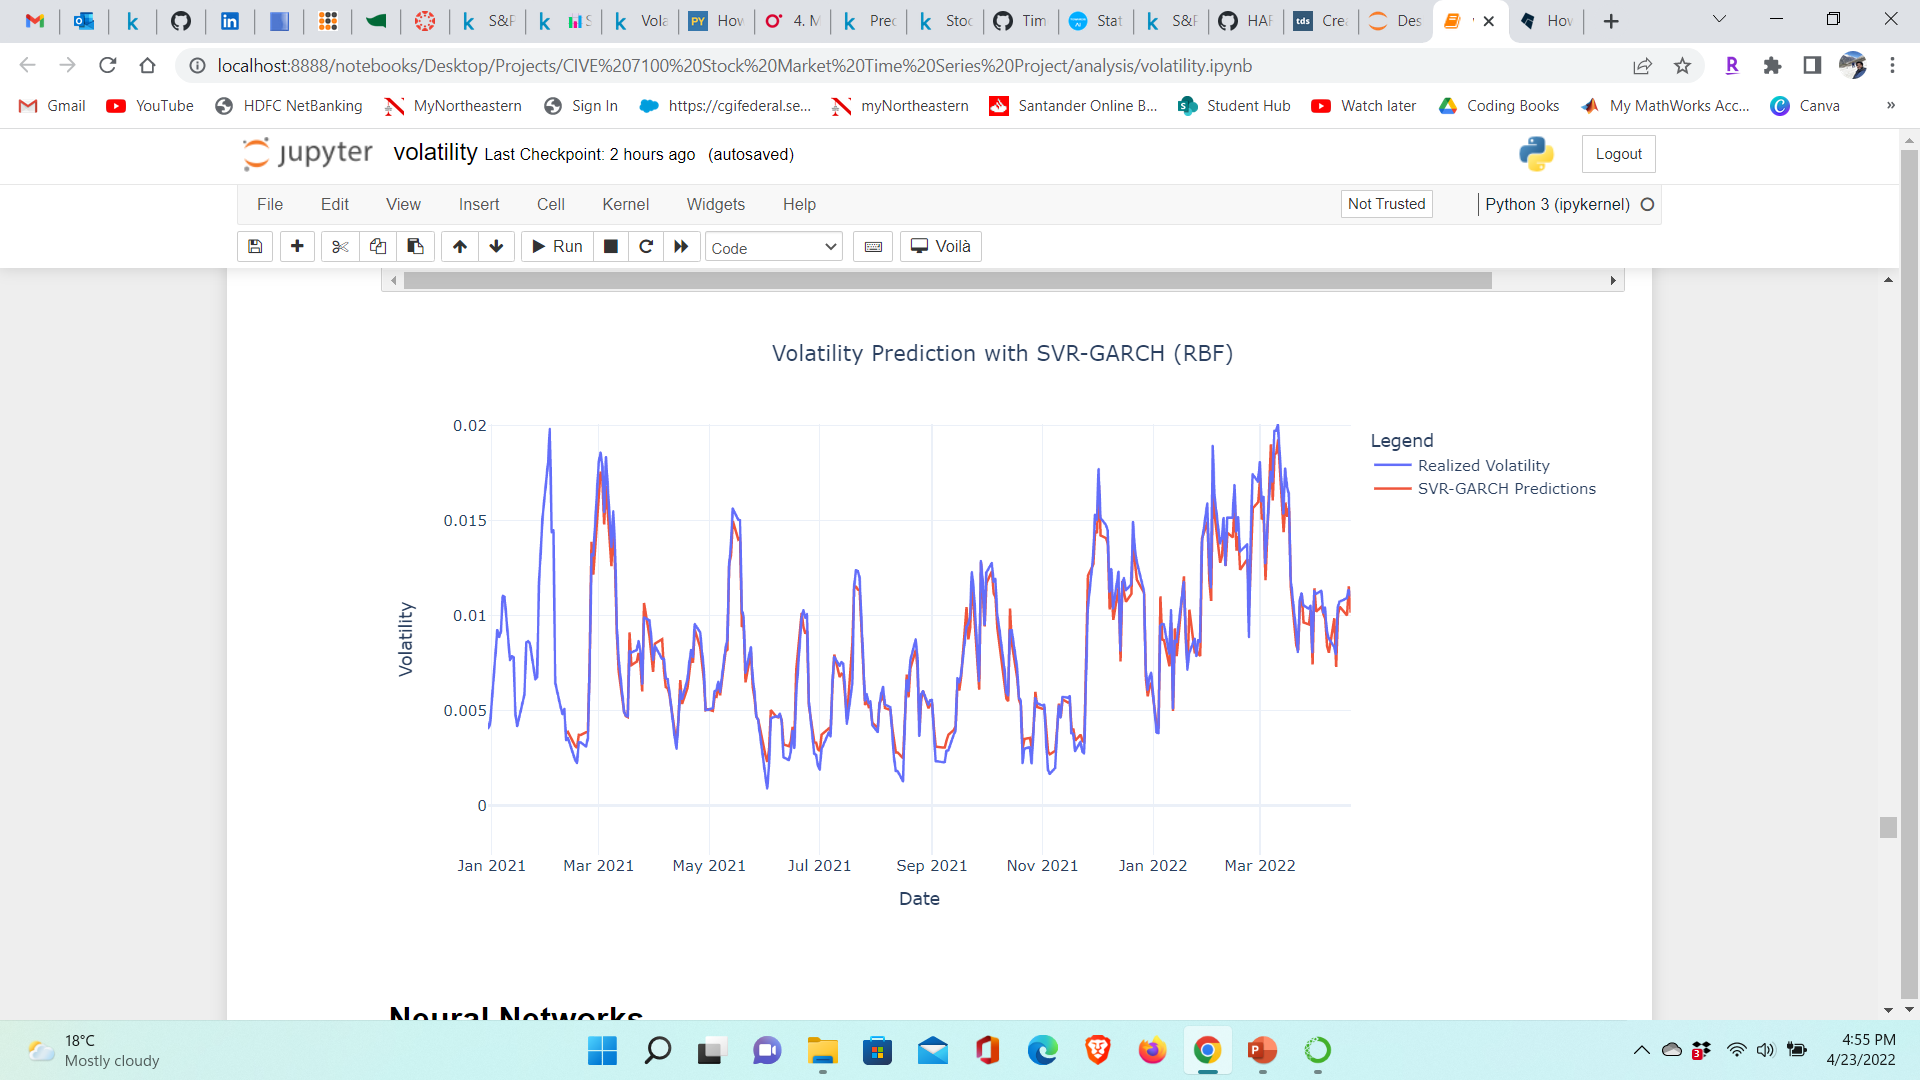 S&P
S
Vola
How
4. M
Pred
Stoc
Tim
Stat
S&P
HAR
Crea
Des
How
localhost:8888/notebooks/Desktop/Projects/CIVE%207100%20Stock%20Market%20Time%20Series%20Project/analysis/volatility.ipynb
Gmail YouTube HDFC NetBanking MyNortheastern Sign In https://cgifederal.se... myNortheastern Santander Online B... Student Hub Watch later Coding Books My MathWorks Acc... Canva »
jupyter volatility Last Checkpoint: 2 hours ago (autosaved) Logout
File Edit View Insert Cell Kernel Widgets Help Not Trusted Python 3 (ipykernel)
Run Code Voilà
Volatility Prediction with SVR-GARCH (RBF)
0.02
0.015
0.01
0.005
0
Volatility
Jan 2021 Mar 2021 May 2021 Jul 2021 Sep 2021 Nov 2021 Jan 2022 Mar 2022
Date
Legend
Realized Volatility
SVR-GARCH Predictions
Neural Networks
18°C
Mostly cloudy
4:55 PM
4/23/2022